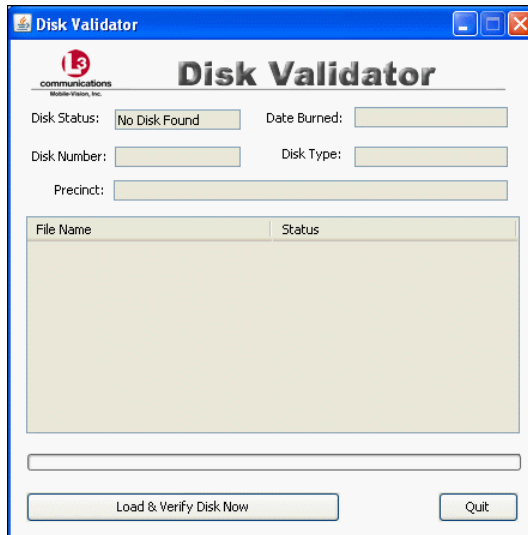 Disk Validator
L3
communications
Mobile-Vision, Inc.
Disk Validator
Disk Status: No Disk Found Date Burned:
Disk Number: Disk Type:
Precinct:
File Name Status
Load & Verify Disk Now Quit